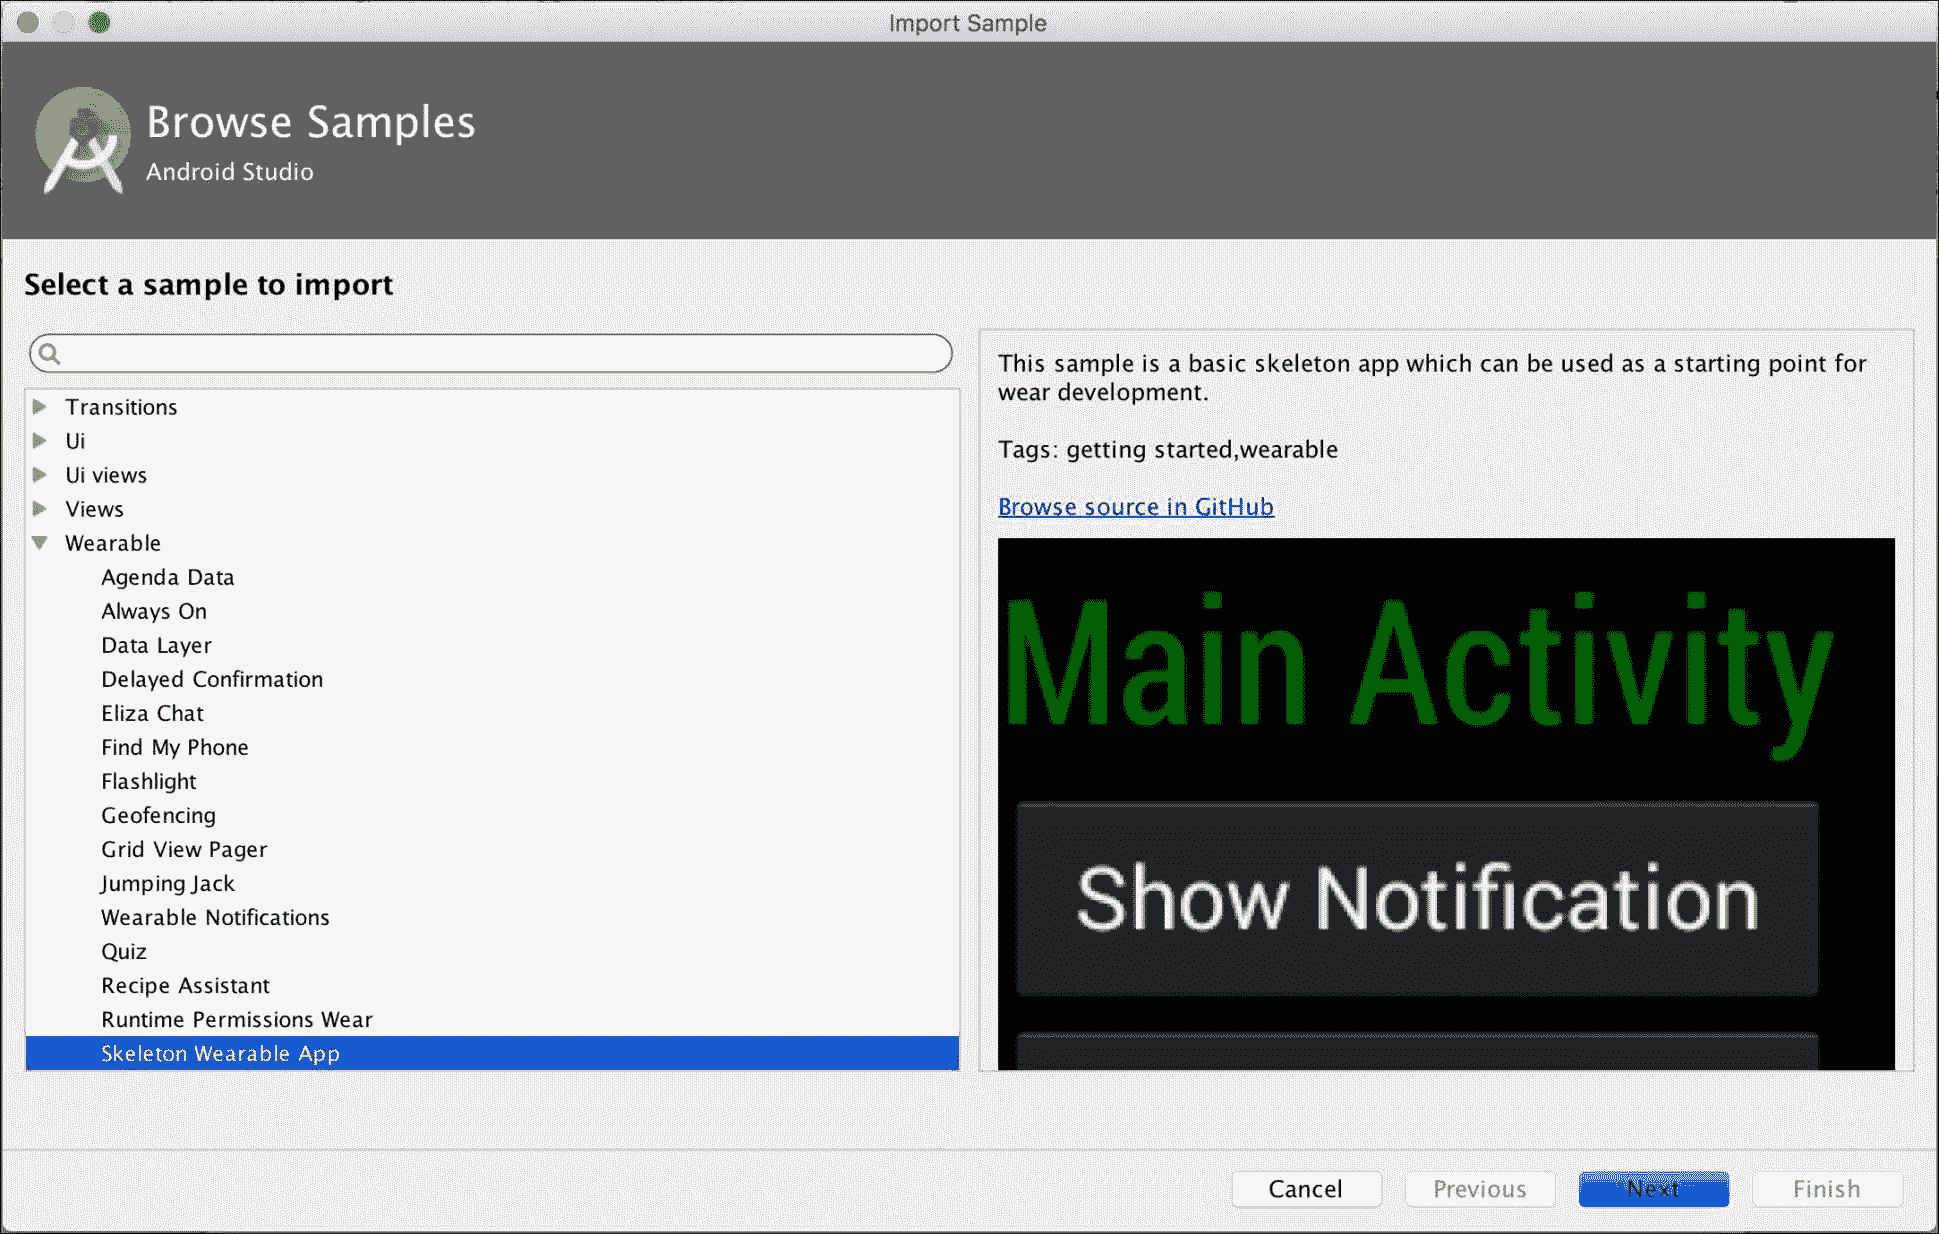 Import Sample
Browse Samples
Android Studio
Select a sample to import
Transitions
Ui
Ui views
Views
Wearable
Agenda Data
Always On
Data Layer
Delayed Confirmation
Eliza Chat
Find My Phone
Flashlight
Geofencing
Grid View Pager
Jumping Jack
Wearable Notifications
Quiz
Recipe Assistant
Runtime Permissions Wear
Skeleton Wearable App
This sample is a basic skeleton app which can be used as a starting point for
wear development.
Tags: getting started,wearable
Browse source in GitHub
Main Activity
Show Notification
Cancel
Previous
Next
Finish